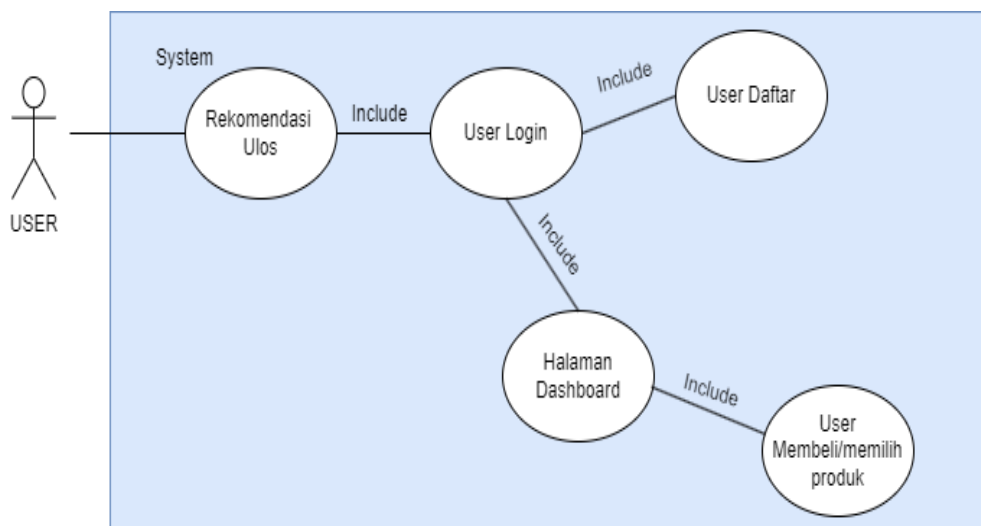 System
USER
Rekomendasi
Ulos
Include
User Login
Include
User Daftar
Include
Halaman
Dashboard
Include
User
Membeli/memilih
produk